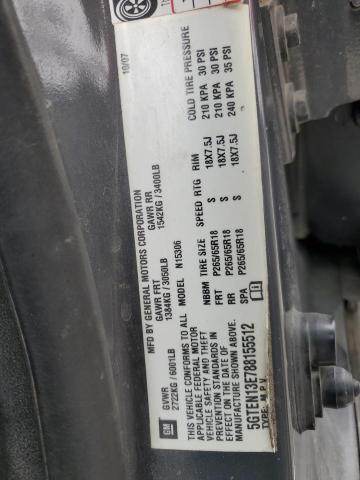 MFD BY GENERAL MOTORS CORPORATION
10/07
GM
GVWR GAWR FRT GAWR RR
2722KG / 6001LB 1384KG / 3050LB 1542KG / 3400LB
THIS VEHICLE CONFORMS TO ALL
APPLICABLE FEDERAL MOTOR
VEHICLE SAFETY AND THEFT
PREVENTION STANDARDS IN
EFFECT ON THE DATE OF
MANUFACTURE SHOWN ABOVE.
5GTEN13E788155512
TYPE: M.P.V.
MODEL N15306
NBBM TIRE SIZE SPEED RTG RIM COLD TIRE PRESSURE
FRT P265/65R18 S 18X7.5J 210 KPA 30 PSI
RR P265/65R18 S 18X7.5J 210 KPA 30 PSI
SPA P265/65R18 S 18X7.5J 240 KPA 35 PSI